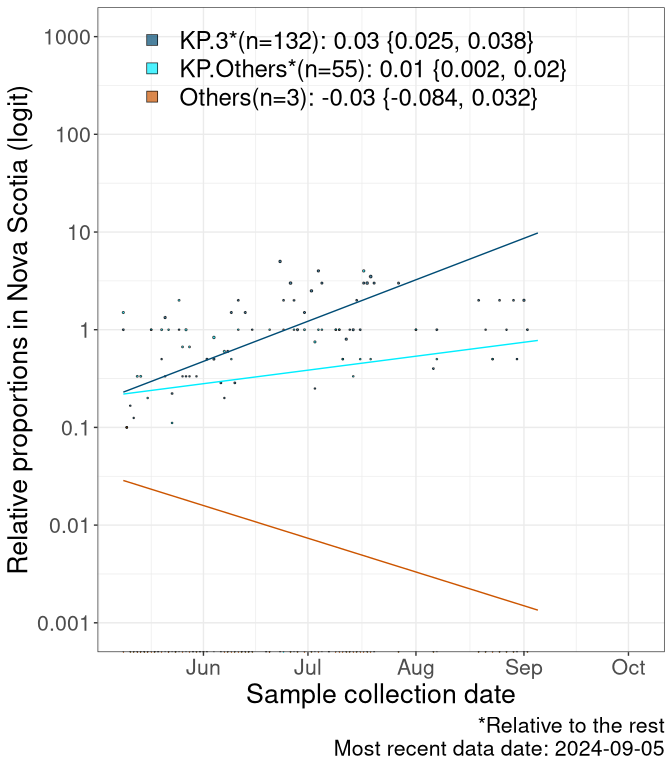 KP.3*(n=132): 0.03 {0.025, 0.038}
KP.Others*(n=55): 0.01 {0.002, 0.02}
Others(n=3): -0.03 {-0.084, 0.032}
Relative proportions in Nova Scotia (logit)
1000
100
10
1
0.1
0.01
0.001
Jun Jul Aug Sep Oct
Sample collection date
*Relative to the rest
Most recent data date: 2024-09-05